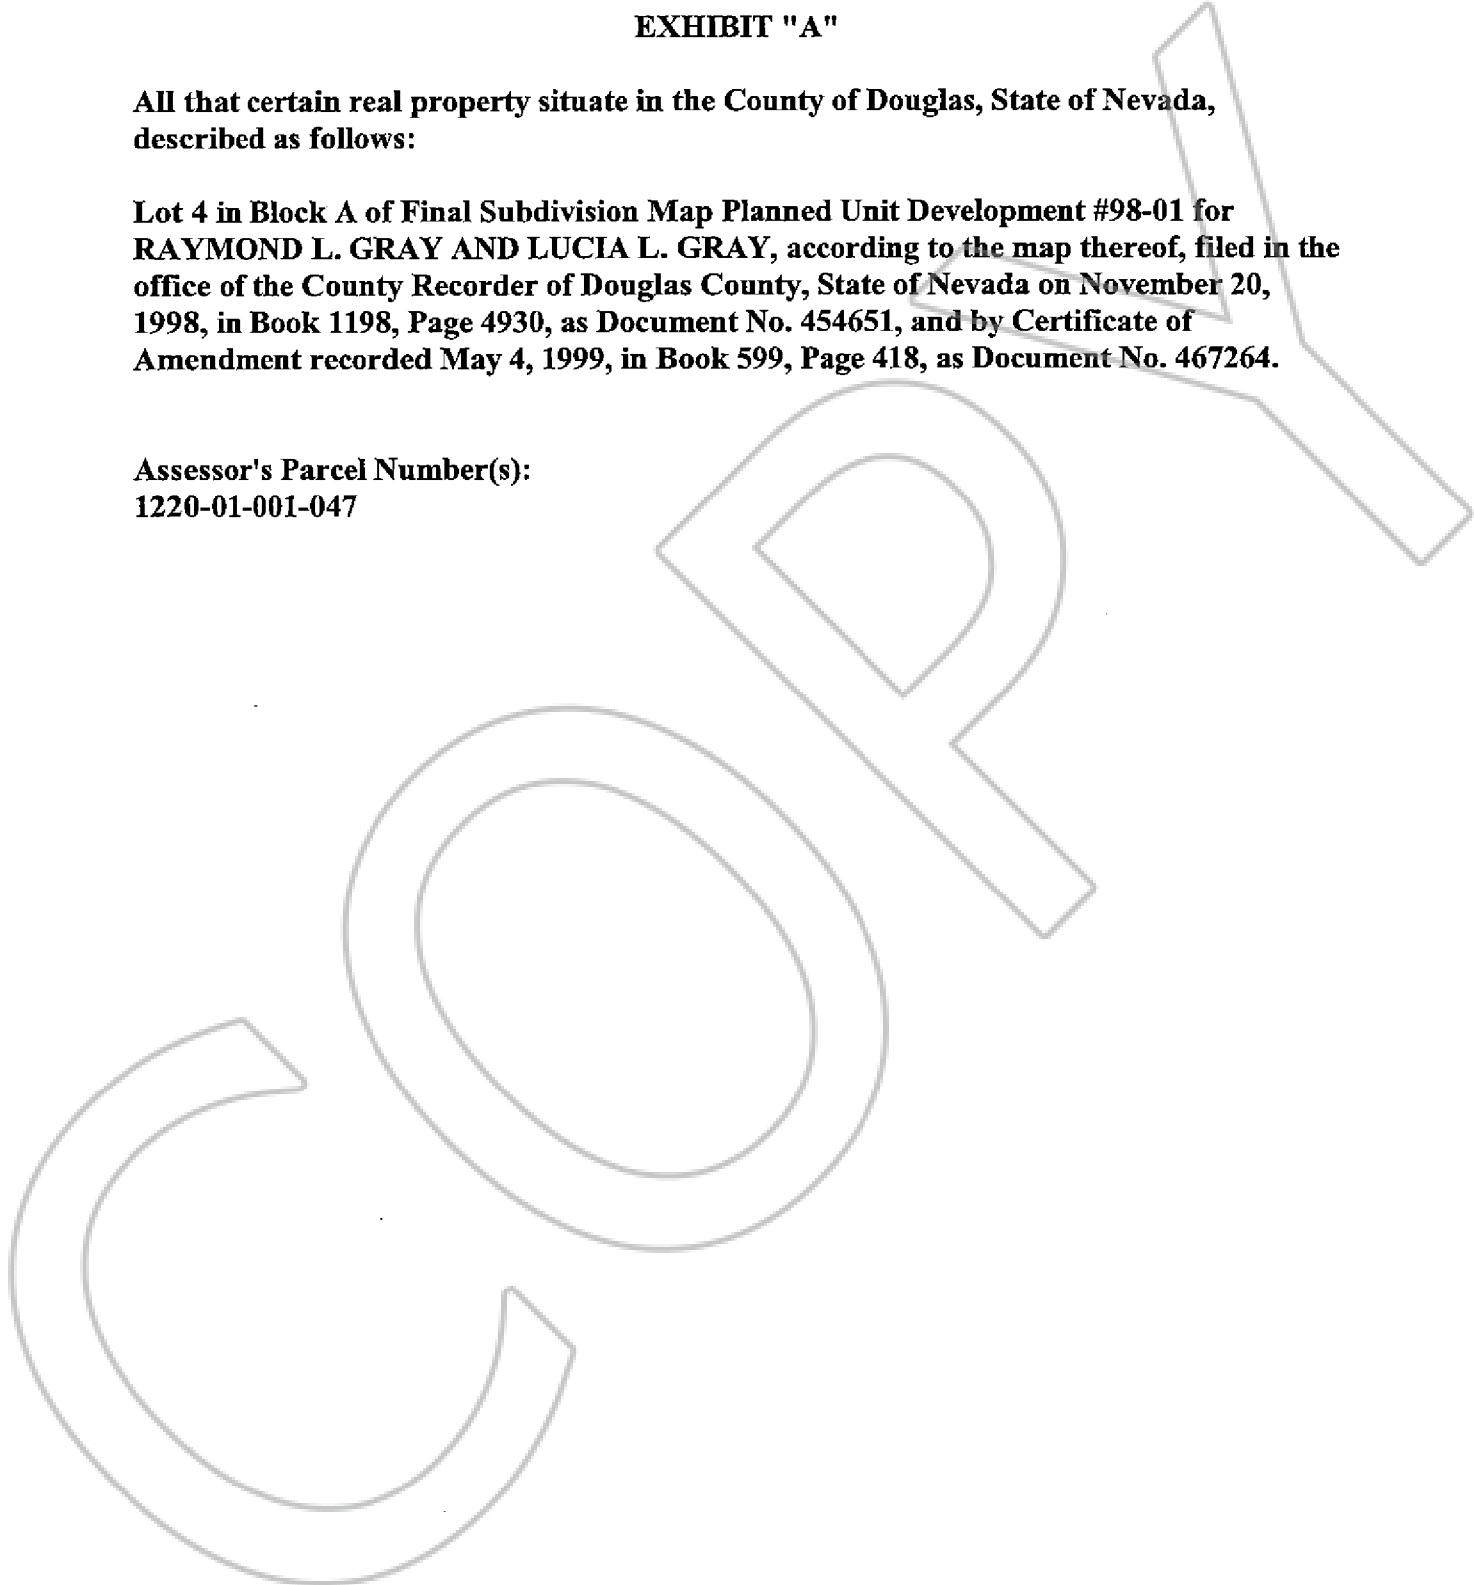 EXHIBIT "A"
All that certain real property situate in the County of Douglas, State of Nevada,
described as follows:
Lot 4 in Block A of Final Subdivision Map Planned Unit Development #98-01 for
RAYMOND L. GRAY AND LUCIA L. GRAY, according to the map thereof, filed in the
office of the County Recorder of Douglas County, State of Nevada on November 20,
1998, in Book 1198, Page 4930, as Document No. 454651, and by Certificate of
Amendment recorded May 4, 1999, in Book 599, Page 418, as Document No. 467264.
Assessor's Parcel Number(s):
1220-01-001-047
COPY